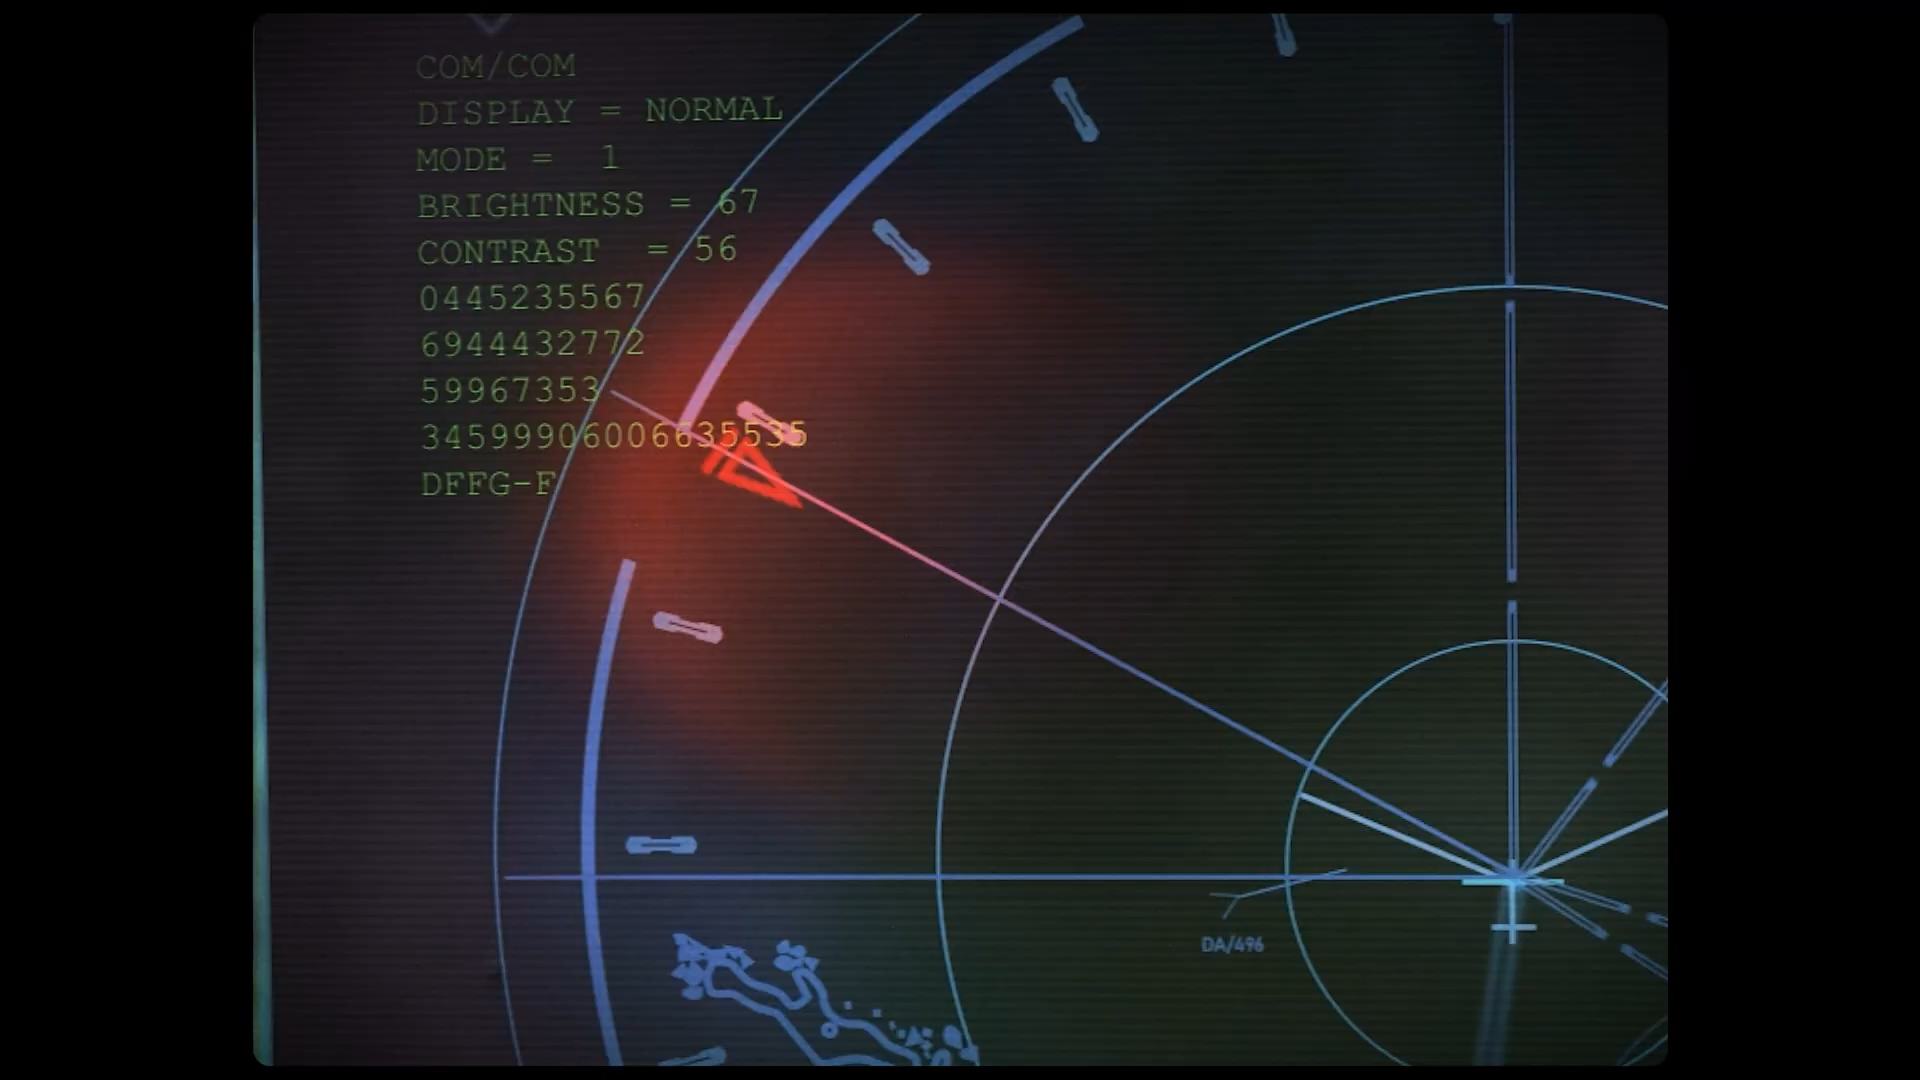 COM/COM
DISPLAY = NORMAL
MODE = 1
BRIGHTNESS = 67
CONTRAST = 56
0445235567
6944432772
59967353
34599906006635535
DFFG-F
DA/496